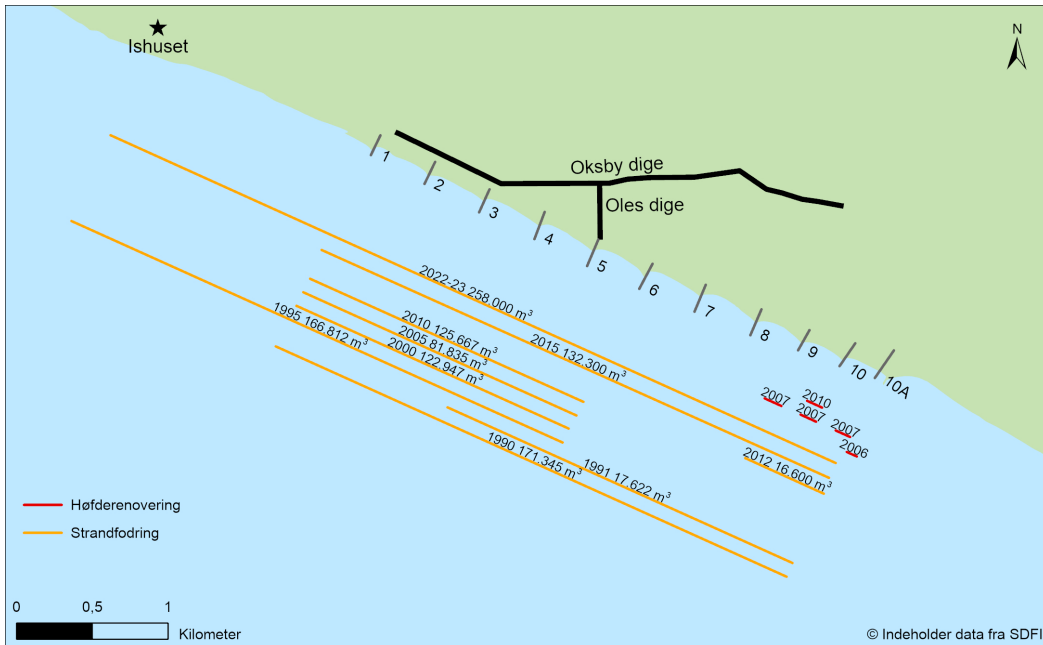 Ishuset
N
Oksby dige
Oles dige
1
2
3
4
5
6
7
8
9
10
10A
2022-23 258.000 m³
2015 132.300 m³
2010 125.667 m³
2005 81.835 m³
2000 122.947 m³
1995 166.812 m³
2012 16.600 m³
1991 17.622 m³
1990 171.345 m³
2007
2010
2007
2007
2006
Høfderenovering
Strandfodring
0 0,5 1
Kilometer
© Indeholder data fra SDFI